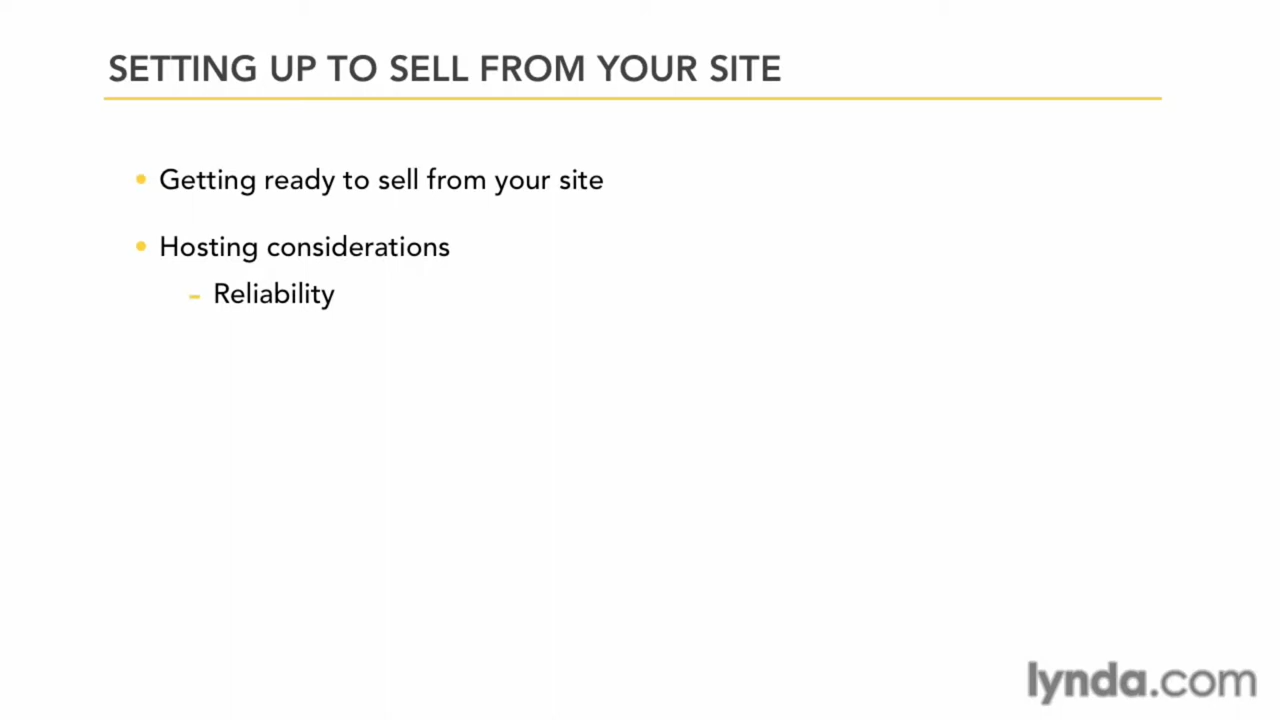 SETTING UP TO SELL FROM YOUR SITE
• Getting ready to sell from your site
• Hosting considerations
– Reliability
lynda.com